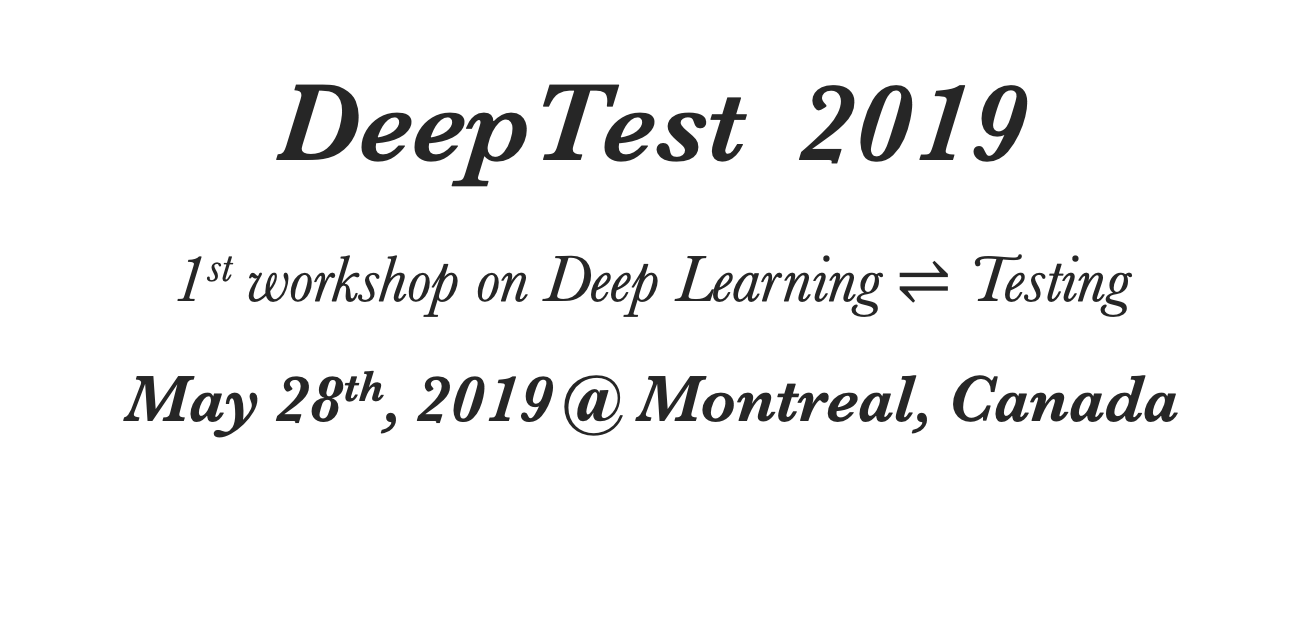 DeepTest 2019
1st workshop on Deep Learning ⇌ Testing
May 28th, 2019 @ Montreal, Canada